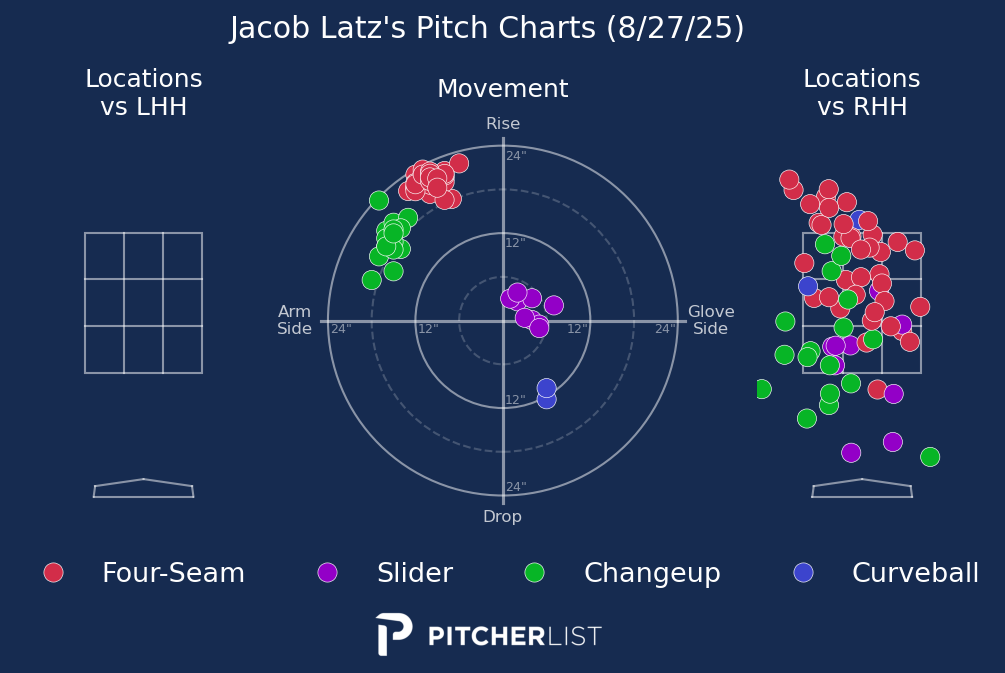 Jacob Latz's Pitch Charts (8/27/25)
Locations
vs LHH
Movement
Locations
vs RHH
Rise
24"
12"
Arm
Side
24"
12"
12"
24"
Glove
Side
12"
24"
Drop
Four-Seam
Slider
Changeup
Curveball
PITCHERLIST